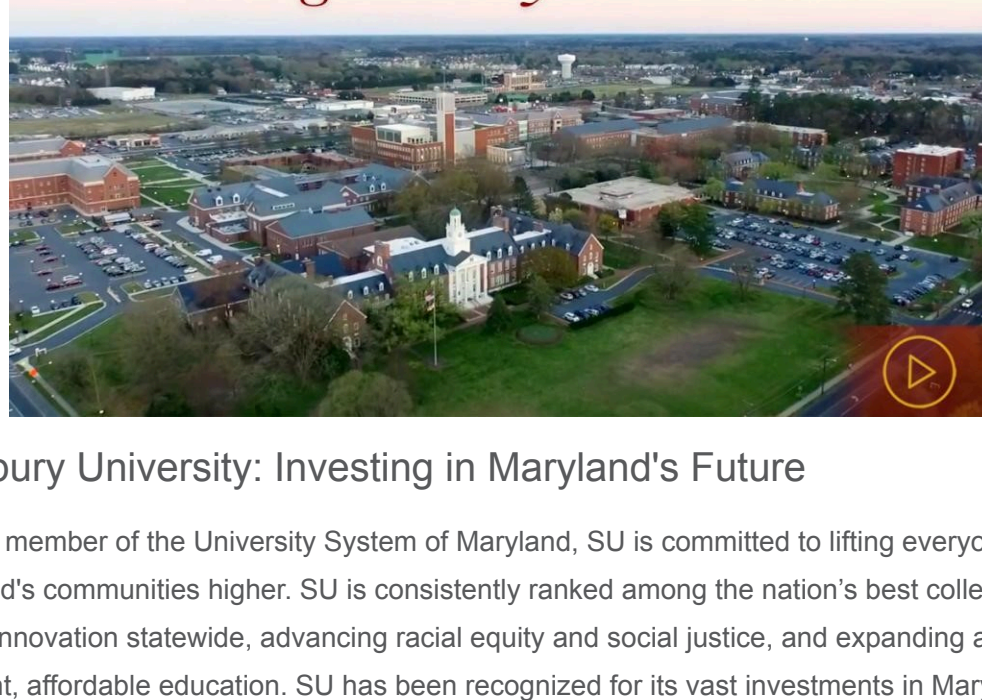 bury University: Investing in Maryland's Future
member of the University System of Maryland, SU is committed to lifting everyo
d's communities higher. SU is consistently ranked among the nation’s best colle
nnovation statewide, advancing racial equity and social justice, and expanding a
t, affordable education. SU has been recognized for its vast investments in Mary